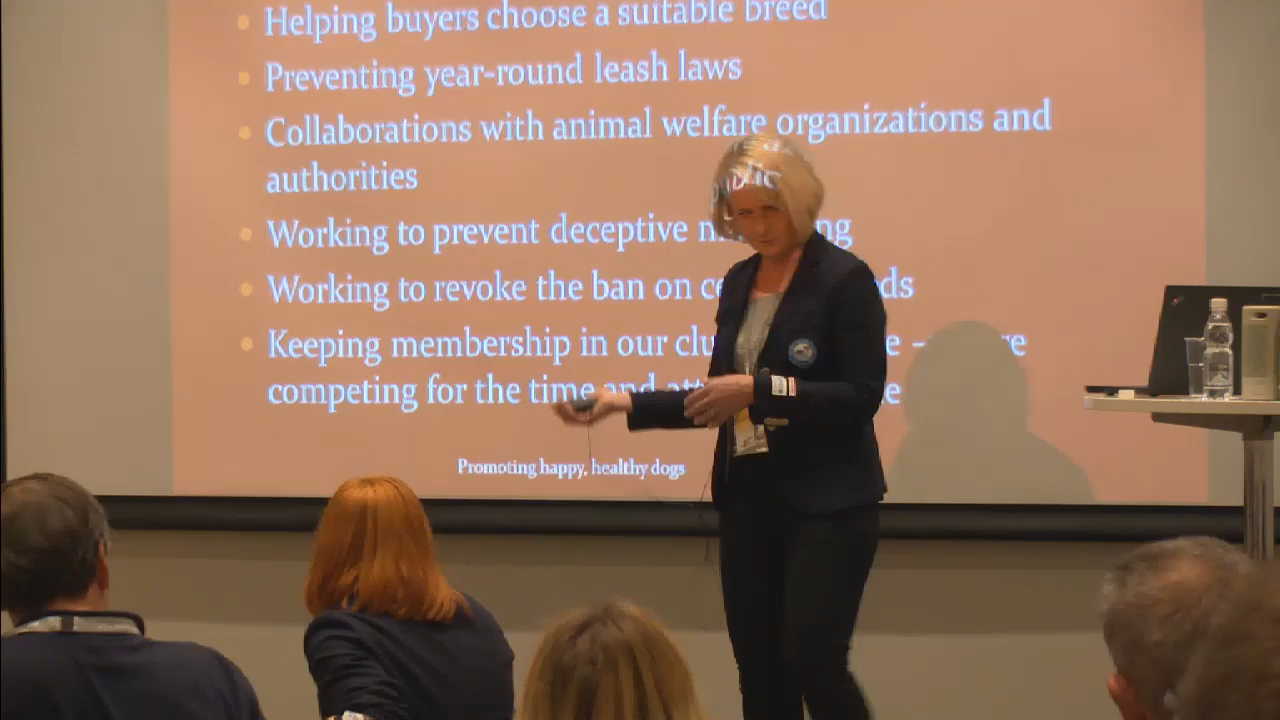 Helping buyers choose a suitable breed
Preventing year-round leash laws
Collaborations with animal welfare organizations and
authorities
Working to prevent deceptive
Working to revoke the ban on
Keeping membership in our
competing for the time and
Promoting happy, healthy dogs